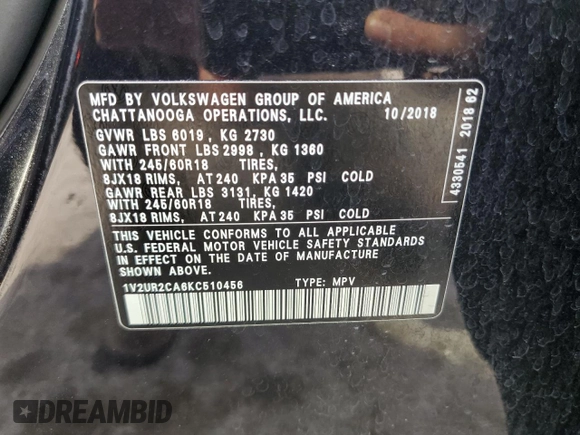 MFD BY VOLKSWAGEN GROUP OF AMERICA
CHATTANOOGA OPERATIONS, LLC. 10/2018
GVWR LBS 6019 , KG 2730
GAWR FRONT LBS 2998 , KG 1360
WITH 245/60R18 TIRES,
8JX18 RIMS, AT 240 KPA 35 PSI COLD
GAWR REAR LBS 3131, KG 1420
WITH 245/60R18 TIRES,
8JX18 RIMS, AT 240 KPA 35 PSI COLD
THIS VEHICLE CONFORMS TO ALL APPLICABLE
U.S. FEDERAL MOTOR VEHICLE SAFETY STANDARDS
IN EFFECT ON THE DATE OF MANUFACTURE
SHOWN ABOVE.
1V2UR2CA6KC510456 TYPE: MPV
4330541 2018 62
DREAMBID